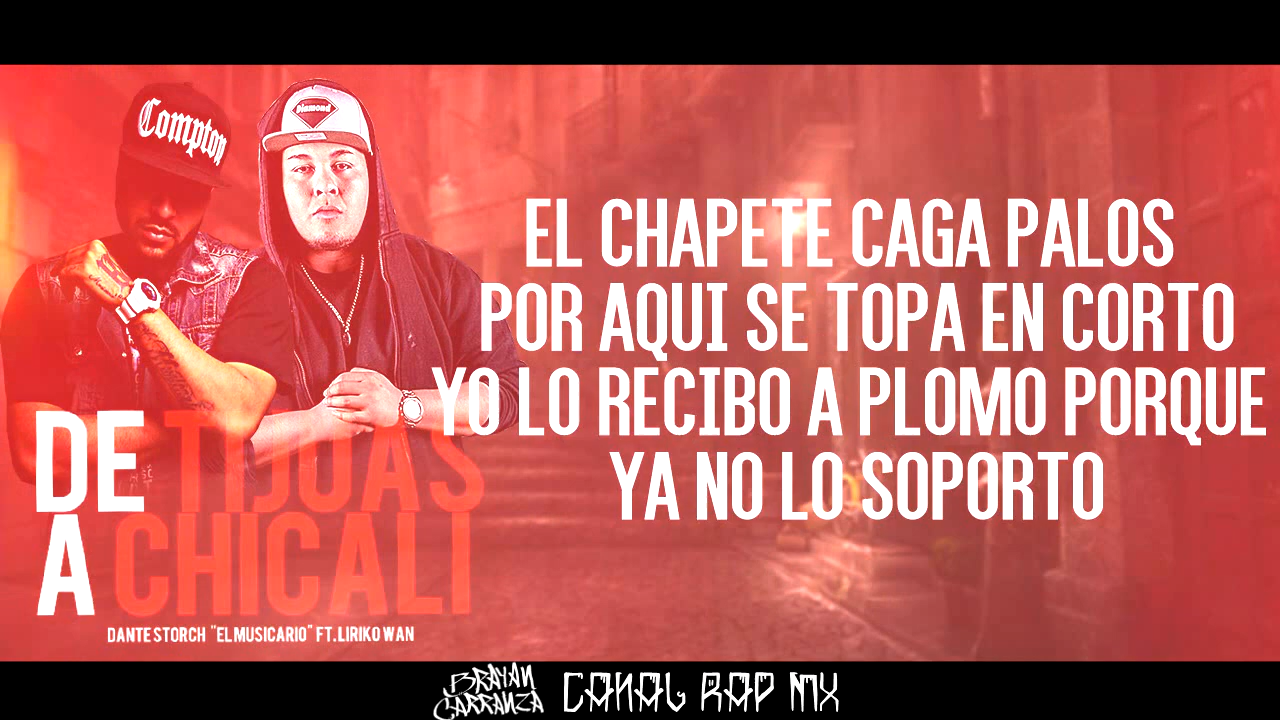 Compton
Diamond
EL CHAPETE CAGA PALOS
POR AQUI SE TOPA EN CORTO
YO LO RECIBO A PLOMO PORQUE
YA NO LO SOPORTO
DE TIJUAS
A CHICALI
DANTE STORCH "EL MUSICARIO" FT. LIRIKO WAN
BRAYAN
CARRANZA
CANAL RAP MX